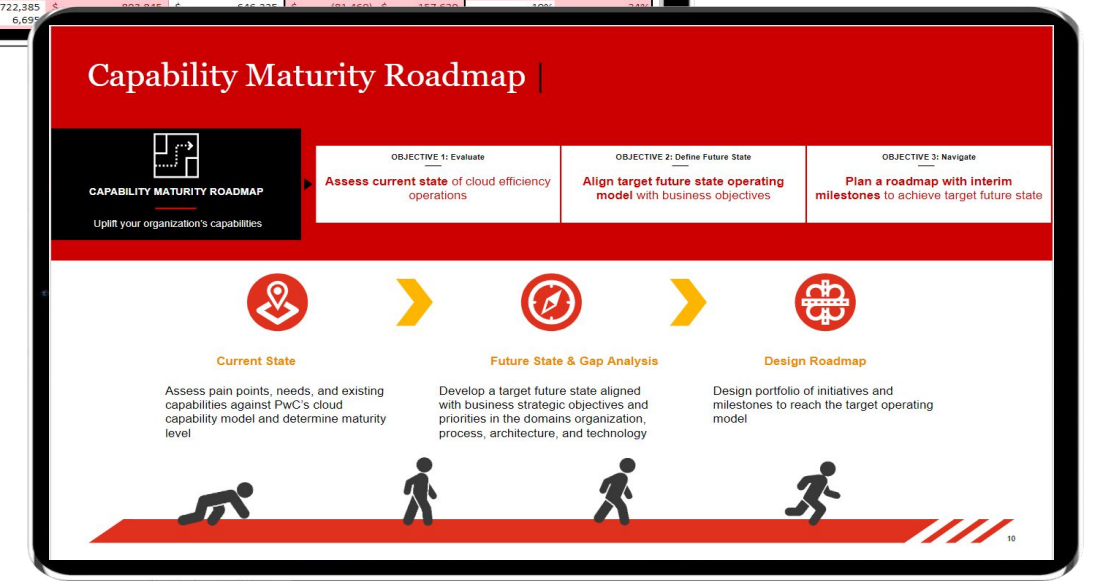 722,385 $
6,695
Capability Maturity Roadmap
CAPABILITY MATURITY ROADMAP
Uplift your organization's capabilities
OBJECTIVE 1: Evaluate
Assess current state of cloud efficiency
operations
OBJECTIVE 2: Define Future State
Align target future state operating
model with business objectives
OBJECTIVE 3: Navigate
Plan a roadmap with interim
milestones to achieve target future state
Current State
Assess pain points, needs, and existing
capabilities against PwC's cloud
capability model and determine maturity
level
Future State & Gap Analysis
Develop a target future state aligned
with business strategic objectives and
priorities in the domains organization,
process, architecture, and technology
Design Roadmap
Design portfolio of initiatives and
milestones to reach the target operating
model
10